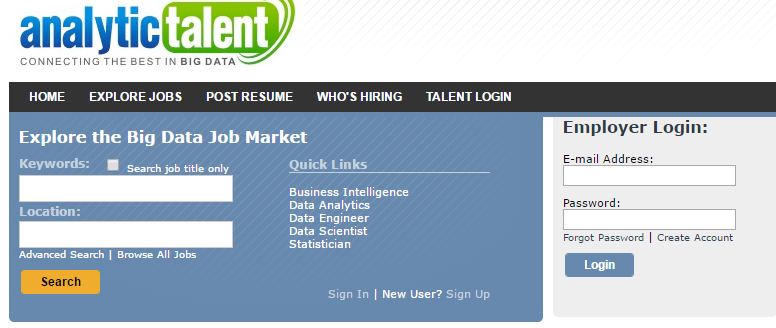 analytictalent
CONNECTING THE BEST IN BIG DATA
HOME EXPLORE JOBS POST RESUME WHO'S HIRING TALENT LOGIN
Explore the Big Data Job Market
Keywords: Search job title only
Location:
Advanced Search | Browse All Jobs
Search
Quick Links
Business Intelligence
Data Analytics
Data Engineer
Data Scientist
Statistician
Sign In | New User? Sign Up
Employer Login:
E-mail Address:
Password:
Forgot Password | Create Account
Login